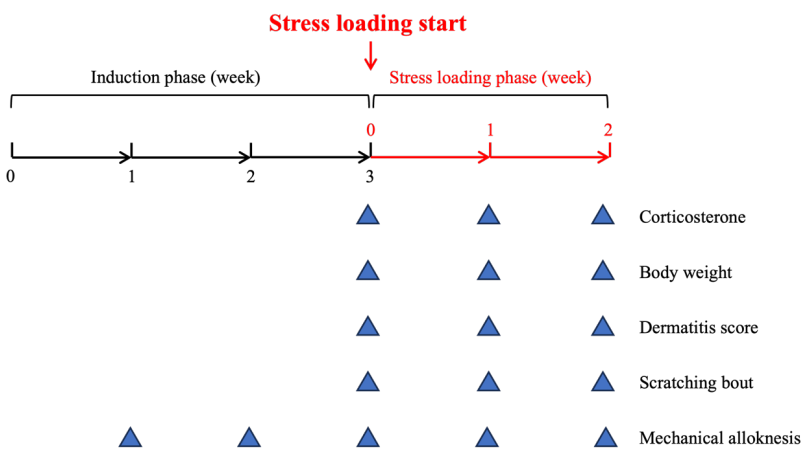 Stress loading start
Induction phase (week)
Stress loading phase (week)
0
1
2
0
1
2
3
Corticosterone
Body weight
Dermatitis score
Scratching bout
Mechanical alloknesis